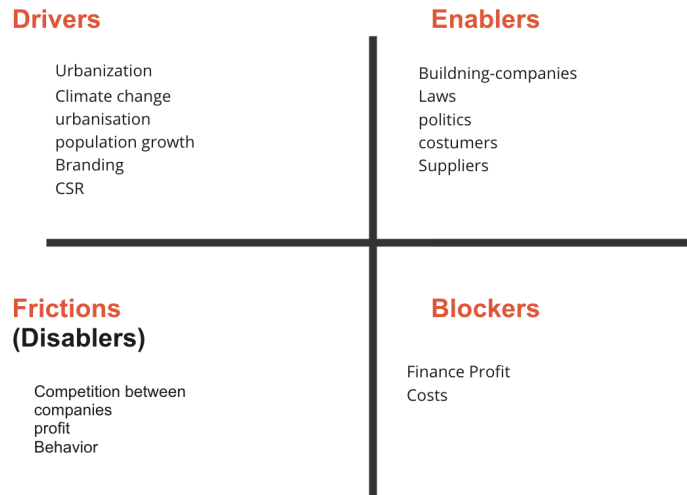 Drivers
Urbanization
Climate change
urbanisation
population growth
Branding
CSR
Enablers
Buildning-companies
Laws
politics
costumers
Suppliers
Frictions
(Disablers)
Competition between
companies
profit
Behavior
Blockers
Finance Profit
Costs